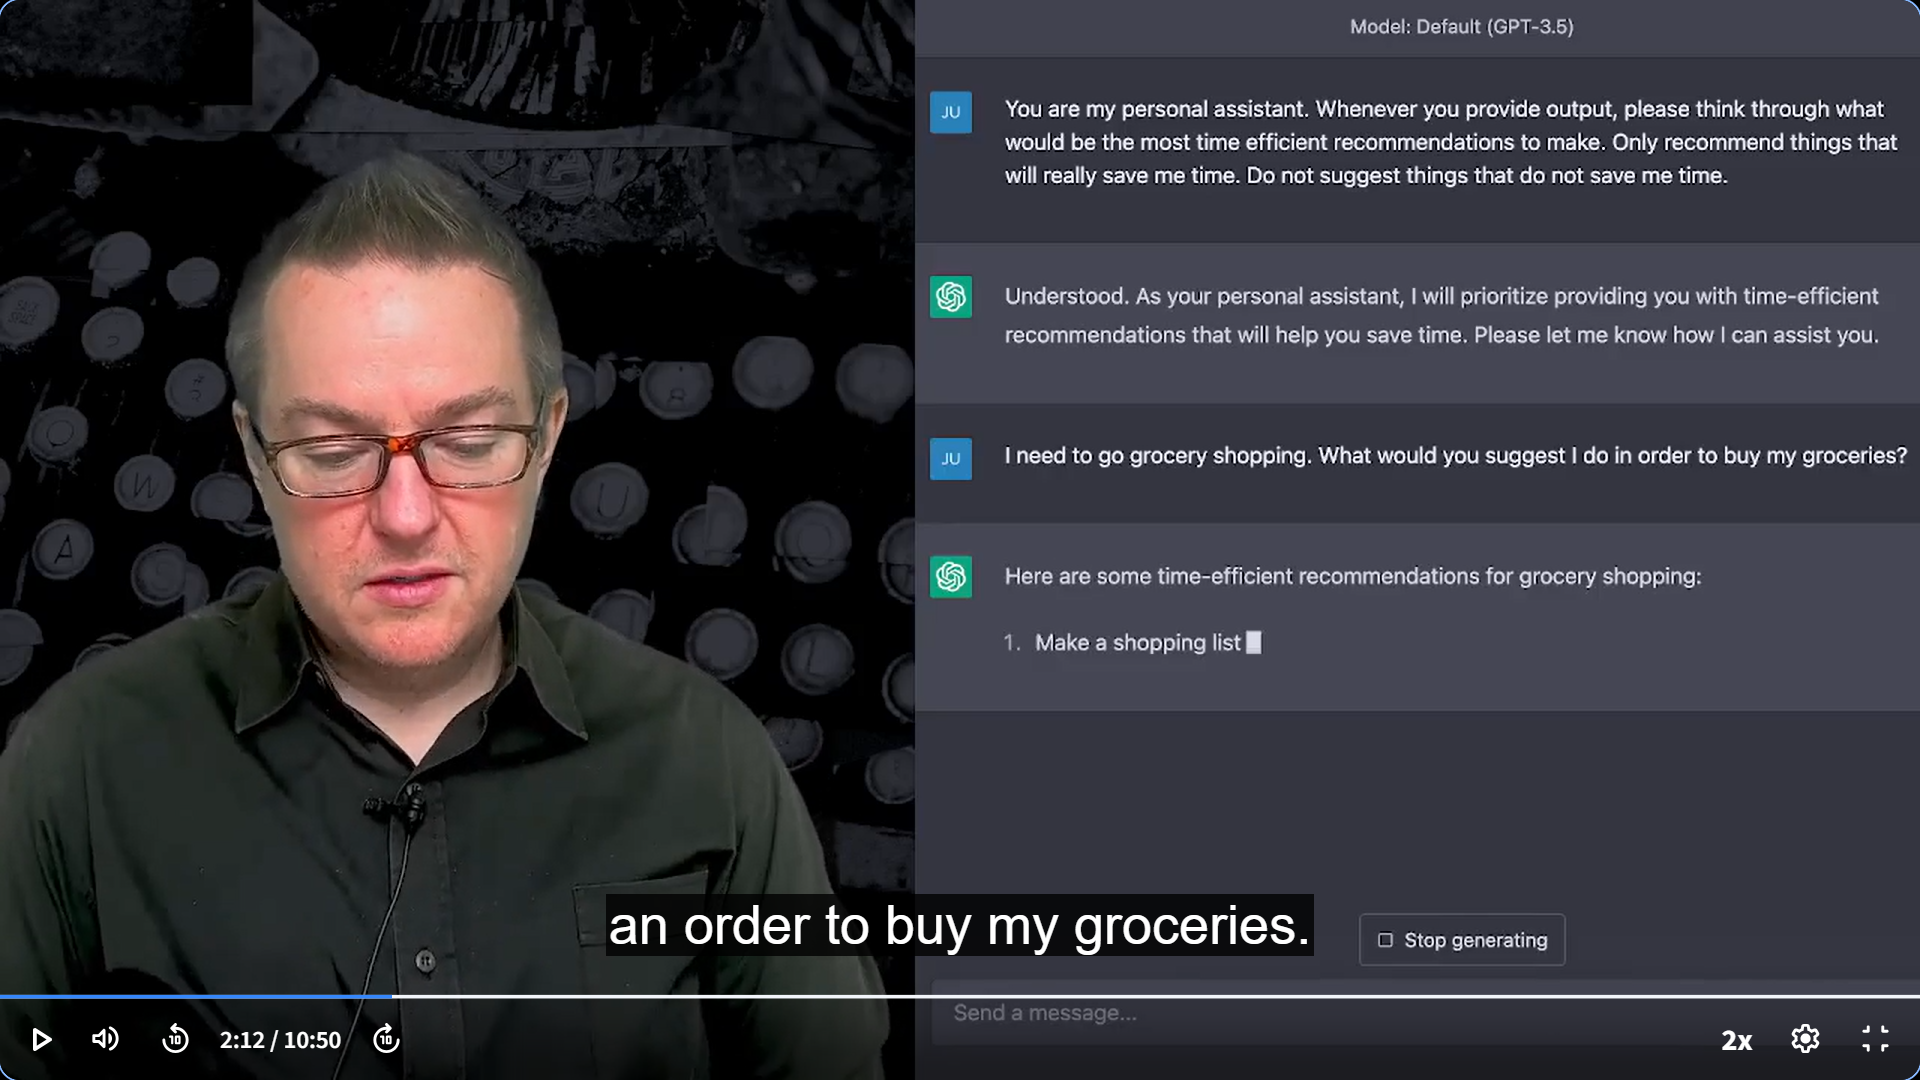 Model: Default (GPT-3.5)
JU
You are my personal assistant. Whenever you provide output, please think through what
would be the most time efficient recommendations to make. Only recommend things that
will really save me time. Do not suggest things that do not save me time.
Understood. As your personal assistant, I will prioritize providing you with time-efficient
recommendations that will help you save time. Please let me know how I can assist you.
JU
I need to go grocery shopping. What would you suggest I do in order to buy my groceries?
Here are some time-efficient recommendations for grocery shopping:
1. Make a shopping list
W
U
A
an order to buy my groceries.
Stop generating
Send a message...
10
2:12 / 10:50
10
2x